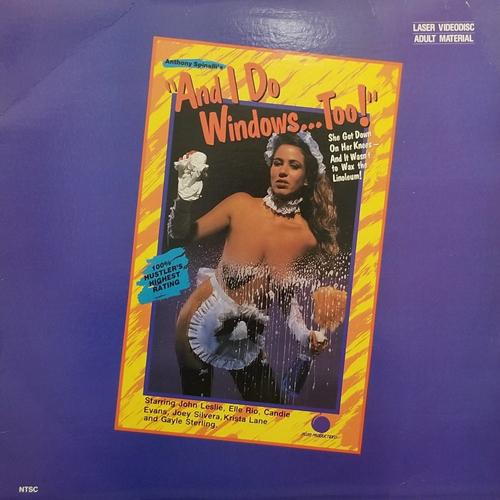 LASER VIDEODISC
ADULT MATERIAL
Anthony Spinelli's
"And I Do
Windows...Too!"
She Got Down
On Her Knees—
And It Wasn't
to Wax the
Linoleum!
100%
HUSTLER'S
HIGHEST
RATING
Starring John Leslie, Elle Rio, Candie
Evans, Joey Silvera, Krista Lane
and Gayle Sterling.
NTSC